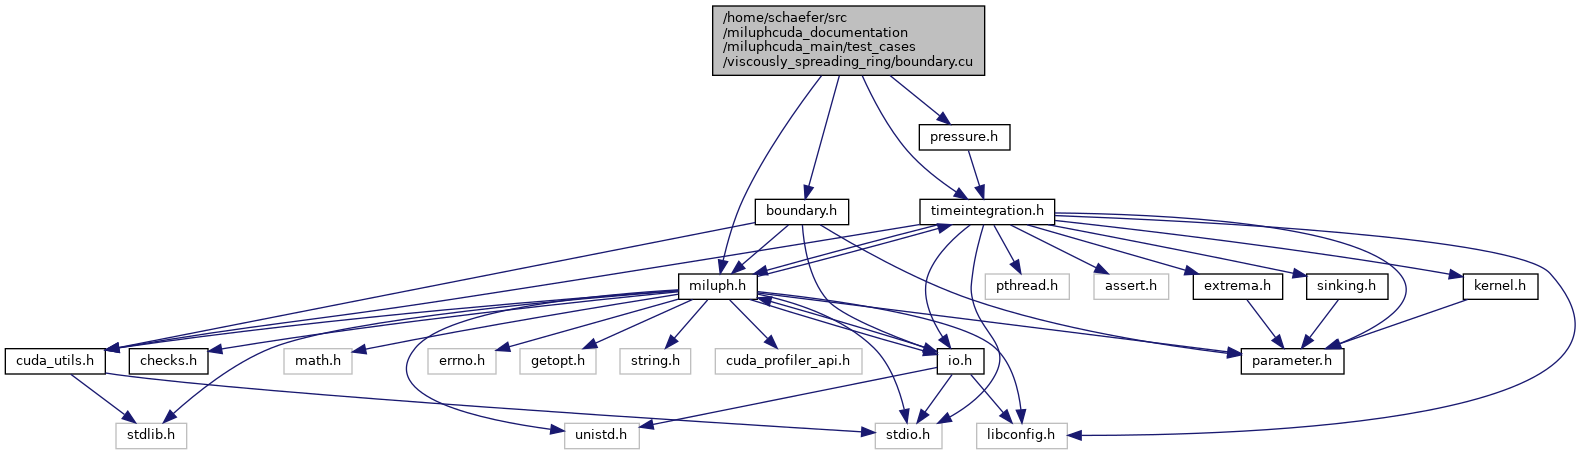 /home/schaefer/src
/miluphcuda_documentation
/miluphcuda_main/test_cases
/viscously_spreading_ring/boundary.cu
pressure.h
boundary.h
timeintegration.h
miluph.h
pthread.h
assert.h
extrema.h
sinking.h
kernel.h
cuda_utils.h
checks.h
math.h
errno.h
getopt.h
string.h
cuda_profiler_api.h
io.h
parameter.h
stdlib.h
unistd.h
stdio.h
libconfig.h